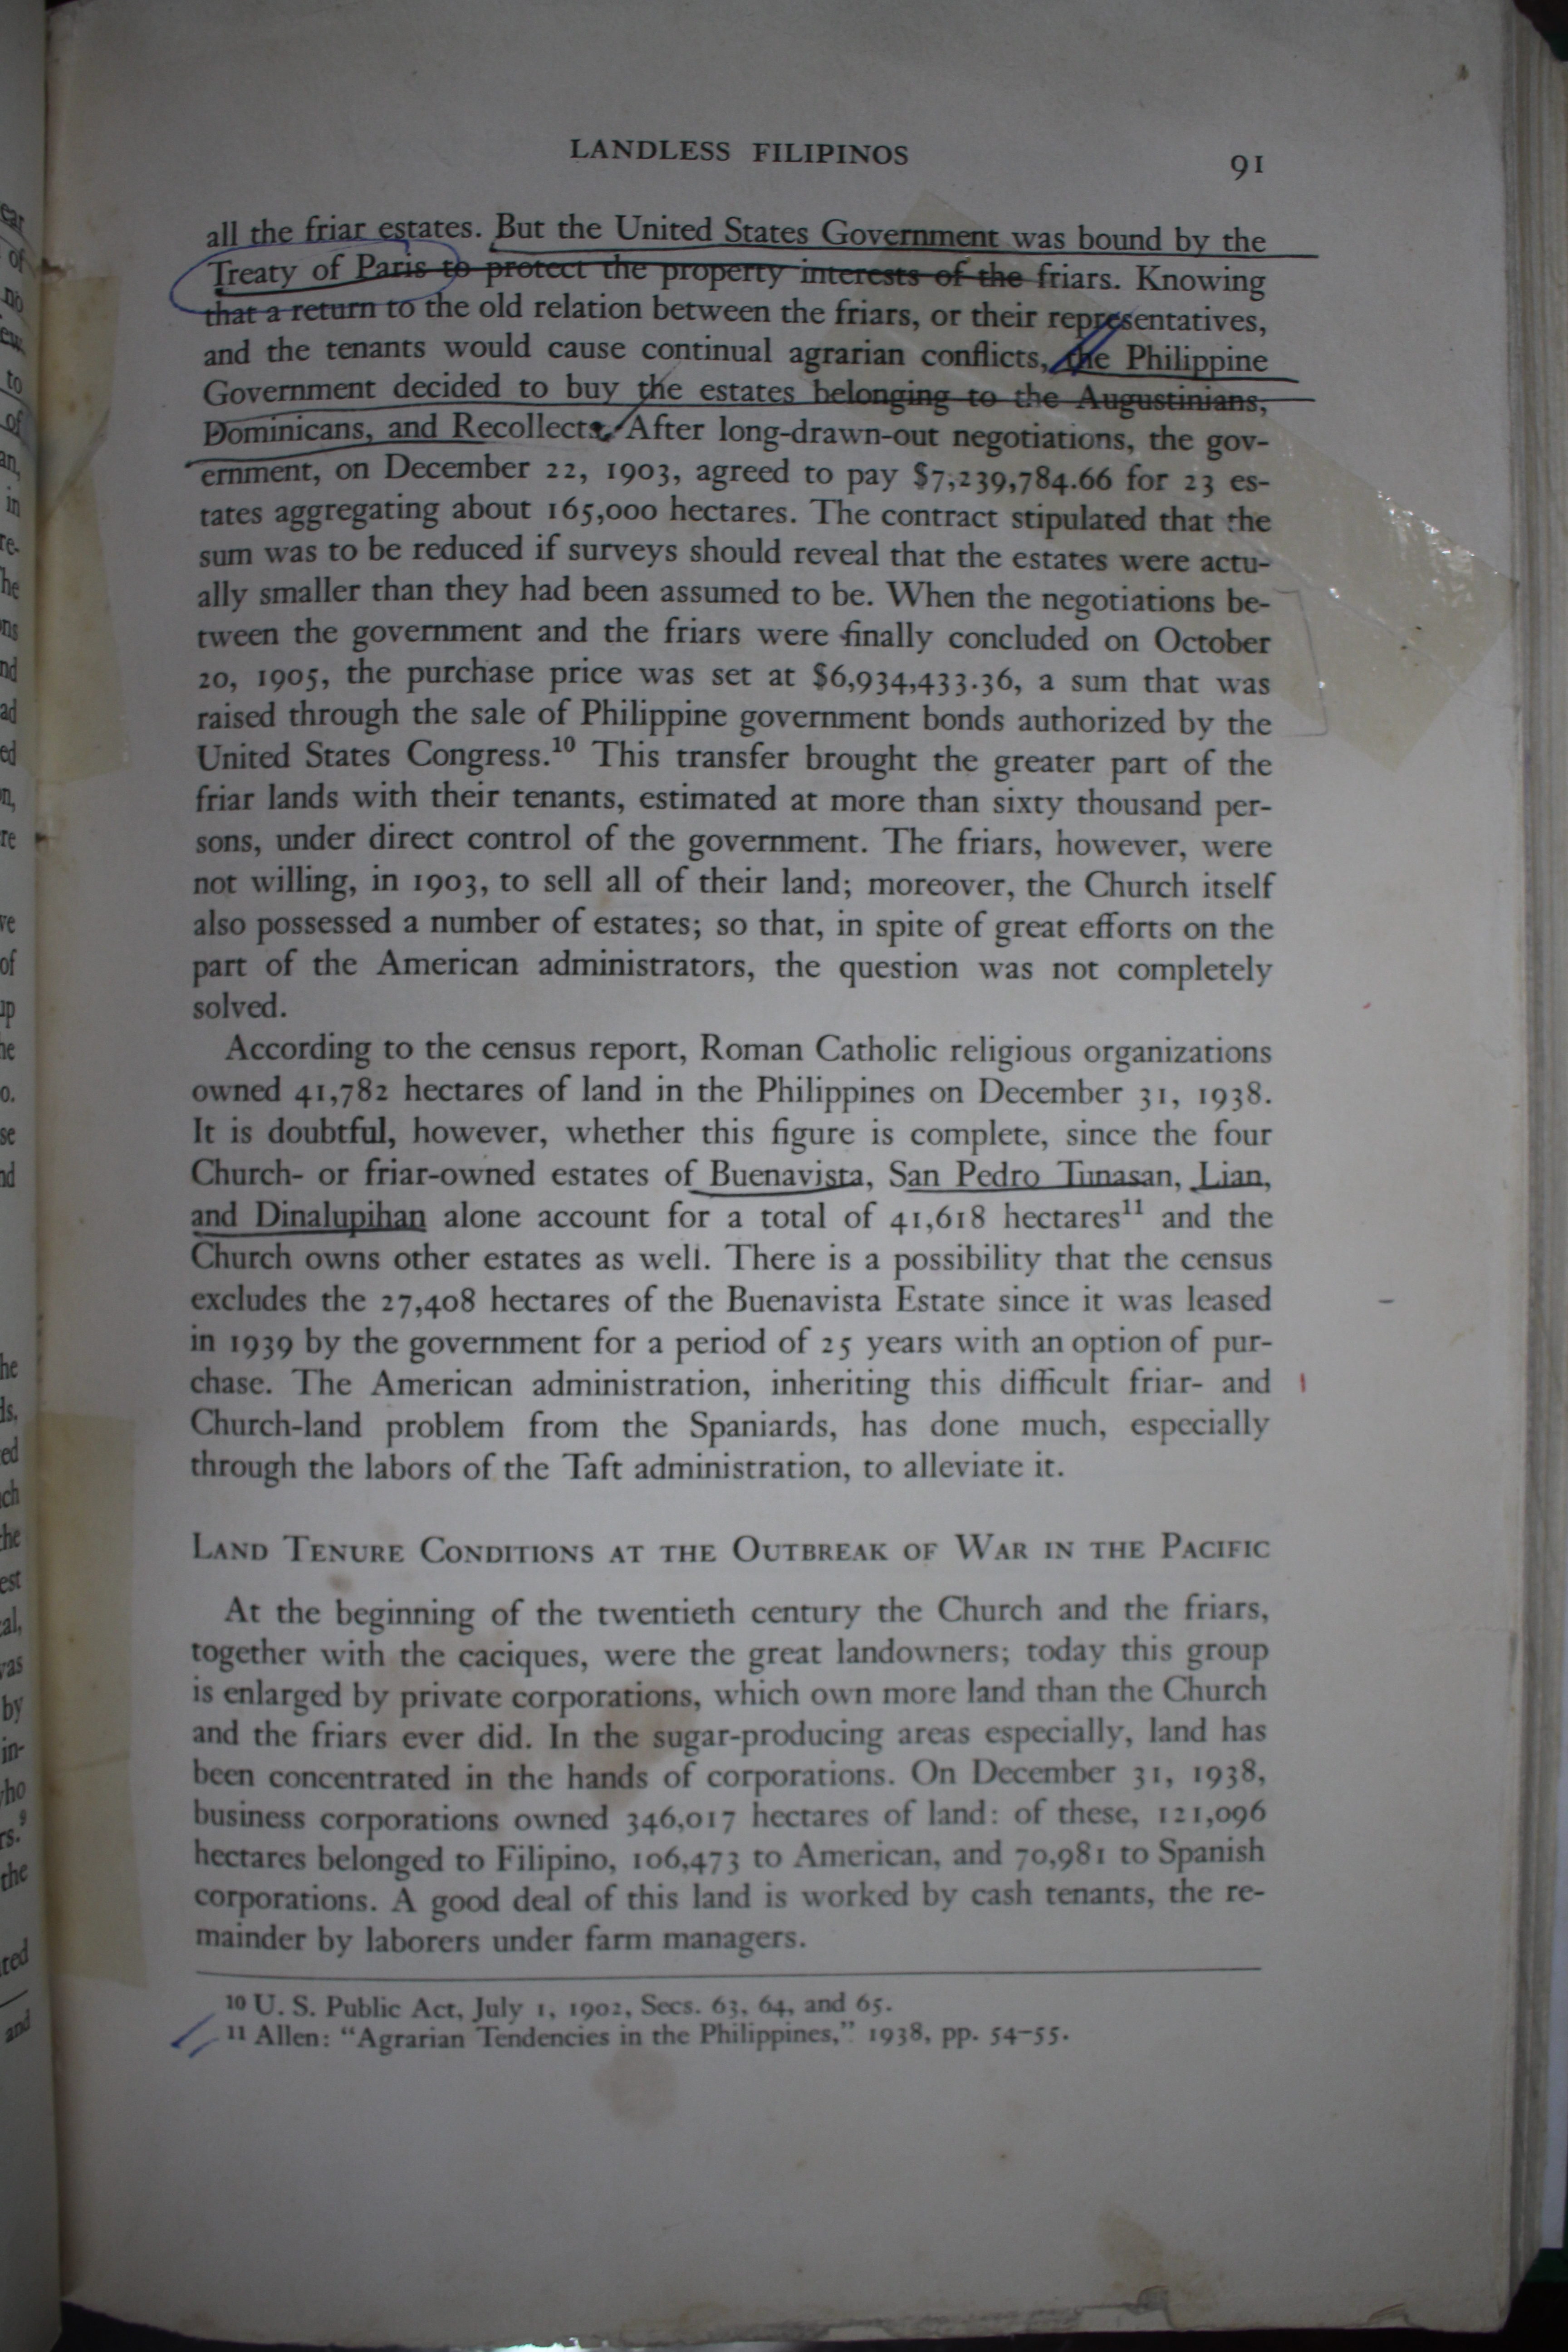 LANDLESS FILIPINOS 91
all the friar estates. But the United States Government was bound by the
Treaty of Paris to protect the property interests of the friars. Knowing
that a return to the old relation between the friars, or their representatives,
and the tenants would cause continual agrarian conflicts, the Philippine
Government decided to buy the estates belonging to the Augustinians,
Dominicans, and Recollects. After long-drawn-out negotiations, the gov-
ernment, on December 22, 1903, agreed to pay $7,239,784.66 for 23 es-
tates aggregating about 165,000 hectares. The contract stipulated that the
sum was to be reduced if surveys should reveal that the estates were actu-
ally smaller than they had been assumed to be. When the negotiations be-
tween the government and the friars were finally concluded on October
20, 1905, the purchase price was set at $6,934,433.36, a sum that was
raised through the sale of Philippine government bonds authorized by the
United States Congress.10 This transfer brought the greater part of the
friar lands with their tenants, estimated at more than sixty thousand per-
sons, under direct control of the government. The friars, however, were
not willing, in 1903, to sell all of their land; moreover, the Church itself
also possessed a number of estates; so that, in spite of great efforts on the
part of the American administrators, the question was not completely
solved.
According to the census report, Roman Catholic religious organizations
owned 41,782 hectares of land in the Philippines on December 31, 1938.
It is doubtful, however, whether this figure is complete, since the four
Church- or friar-owned estates of Buenavista, San Pedro Tunasan, Lian,
and Dinalupihan alone account for a total of 41,618 hectares11 and the
Church owns other estates as well. There is a possibility that the census
excludes the 27,408 hectares of the Buenavista Estate since it was leased
in 1939 by the government for a period of 25 years with an option of pur-
chase. The American administration, inheriting this difficult friar- and
Church-land problem from the Spaniards, has done much, especially
through the labors of the Taft administration, to alleviate it.
LAND TENURE CONDITIONS AT THE OUTBREAK OF WAR IN THE PACIFIC
At the beginning of the twentieth century the Church and the friars,
together with the caciques, were the great landowners; today this group
is enlarged by private corporations, which own more land than the Church
and the friars ever did. In the sugar-producing areas especially, land has
been concentrated in the hands of corporations. On December 31, 1938,
business corporations owned 346,017 hectares of land: of these, 121,096
hectares belonged to Filipino, 106,473 to American, and 70,981 to Spanish
corporations. A good deal of this land is worked by cash tenants, the re-
mainder by laborers under farm managers.
10 U. S. Public Act, July 1, 1902, Secs. 63, 64, and 65.
11 Allen: "Agrarian Tendencies in the Philippines," 1938, pp. 54–55.